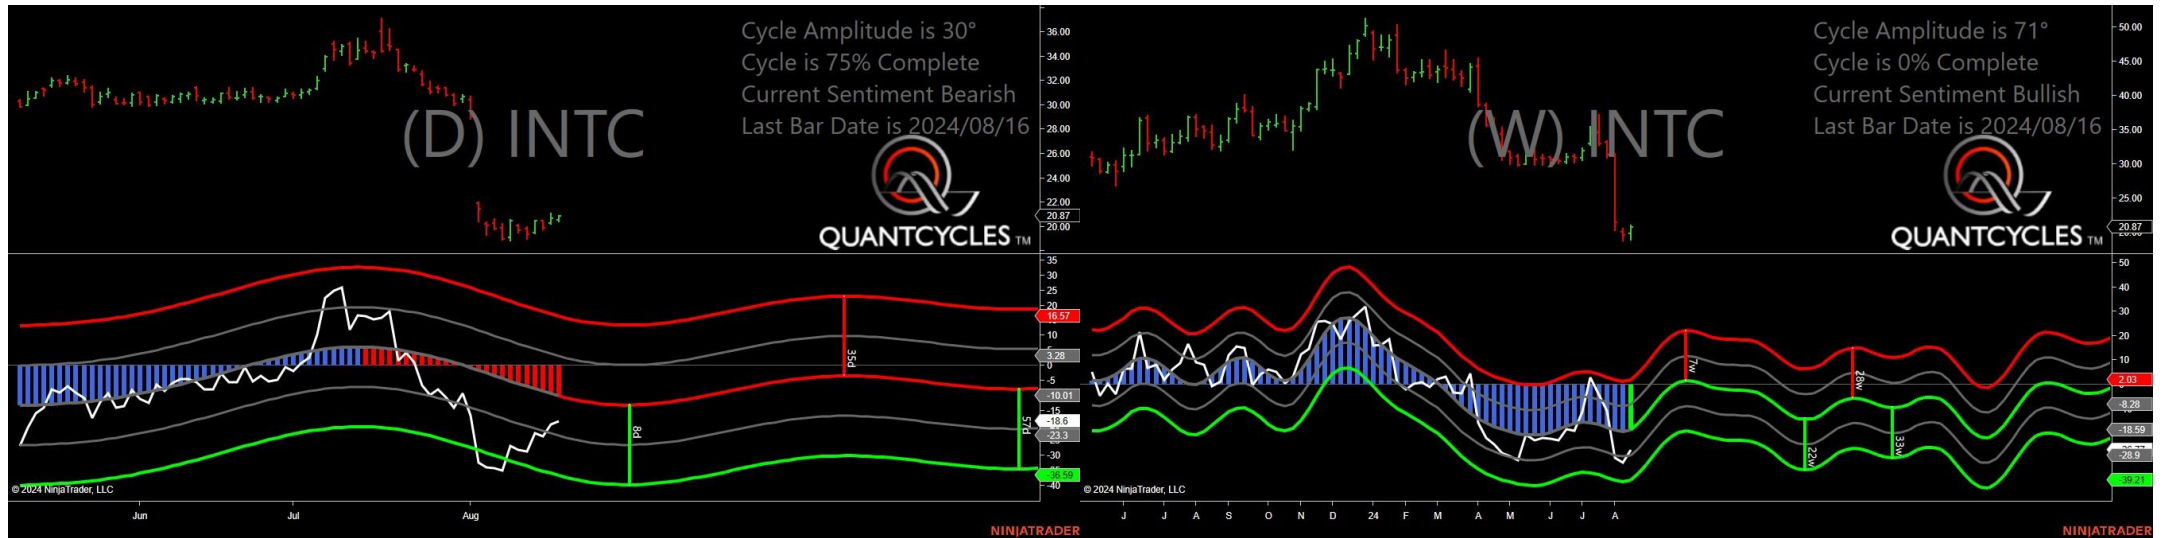 Cycle Amplitude is 30°
Cycle is 75% Complete
Current Sentiment Bearish
Last Bar Date is 2024/08/16
(D) INTC
QUANTCYCLES TM
36.00
34.00
32.00
30.00
28.00
26.00
24.00
22.00
20.87
20.00
35
30
25
20
16.57
5
3.28
0
-5
-10.01
-15
-18.6
-23.3
-30
-36.59
-40
35d
8d
57d
© 2024 NinjaTrader, LLC
Jun
Jul
Aug
NINJATRADER
Cycle Amplitude is 71°
Cycle is 0% Complete
Current Sentiment Bullish
Last Bar Date is 2024/08/16
(W) INTC
QUANTCYCLES TM
50.00
45.00
40.00
35.00
30.00
25.00
20.87
50
40
30
20
10
2.03
-8.28
-18.59
-28.9
-39.21
7w
28w
22w
33w
© 2024 NinjaTrader, LLC
J
J
A
S
O
N
D
24
F
M
A
M
J
J
A
NINJATRADER